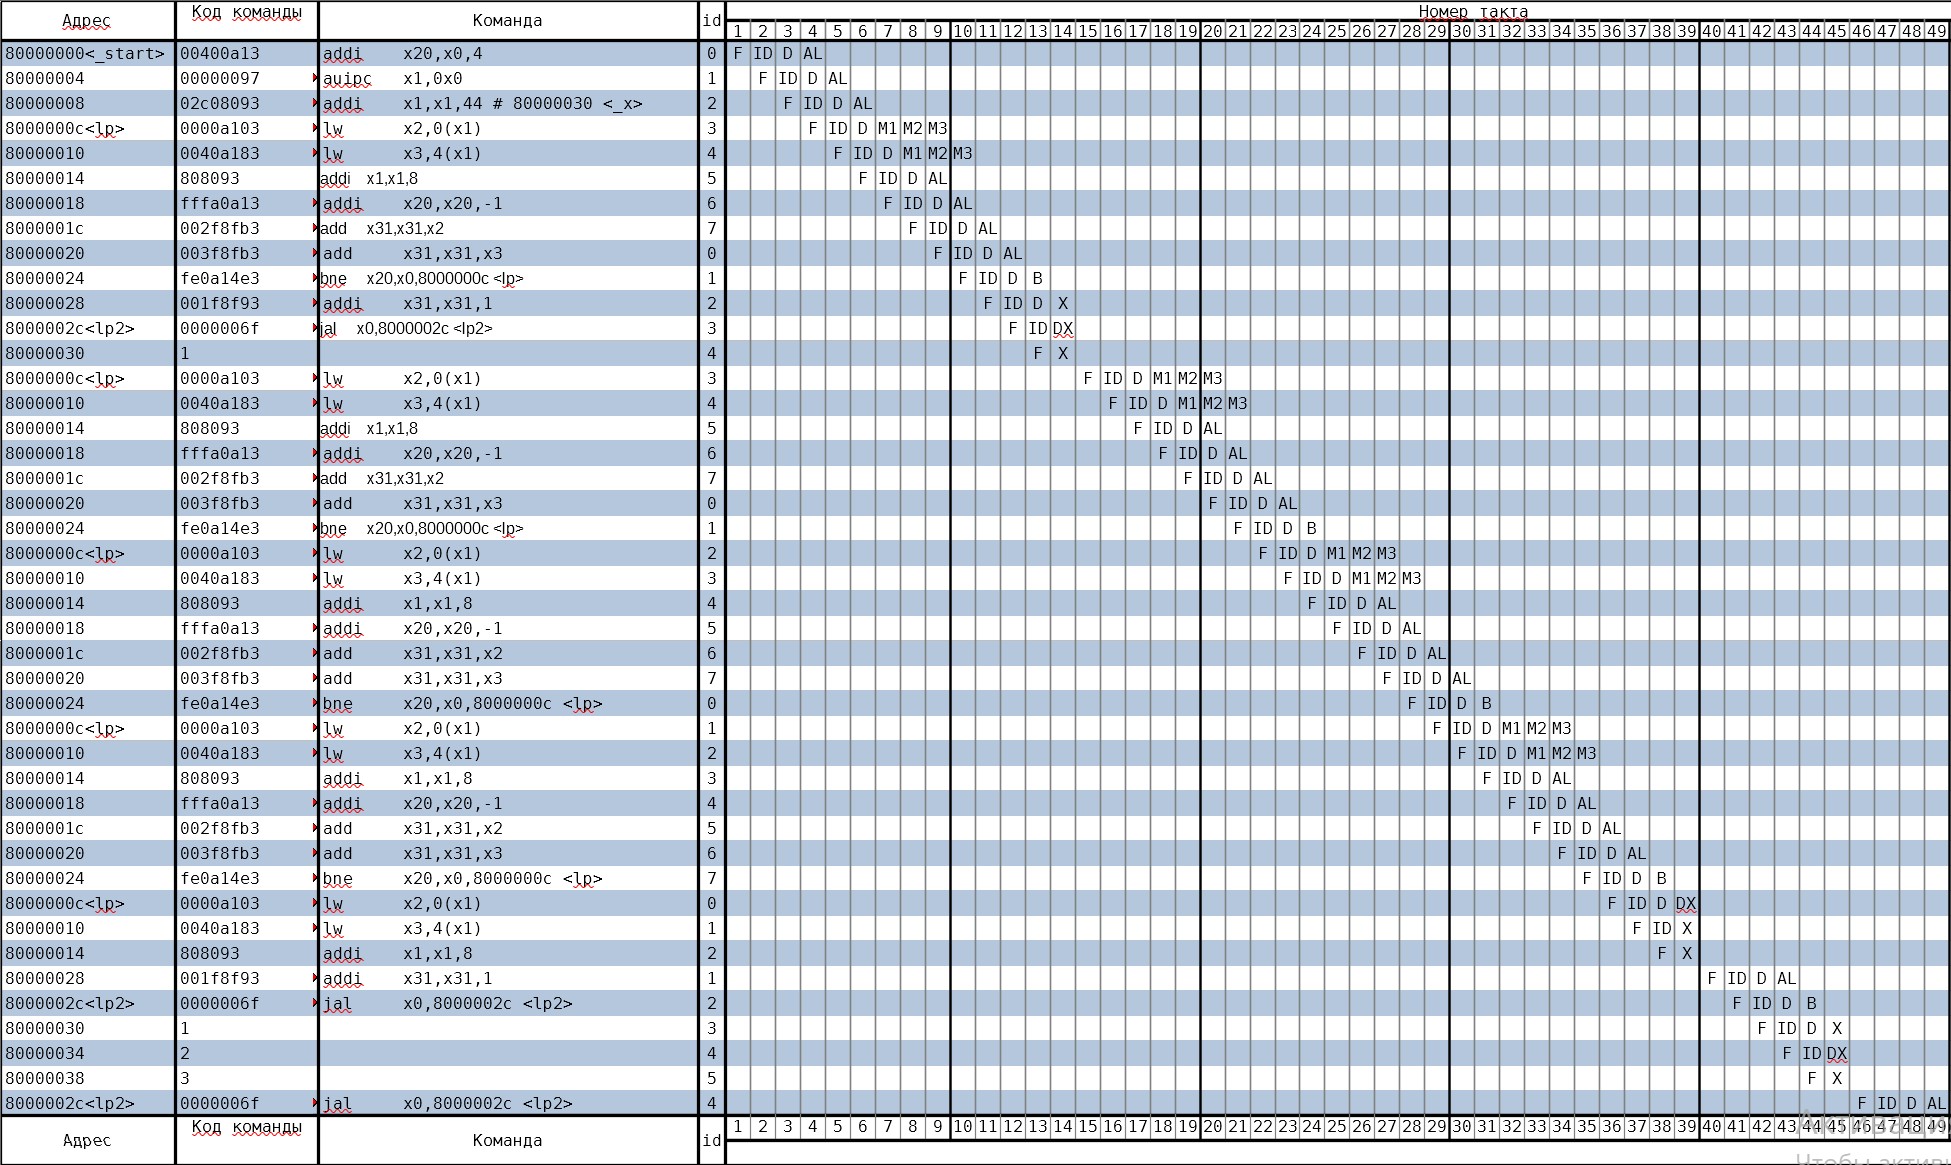 Адрес Код команды Команда id Номер такта
1 2 3 4 5 6 7 8 9 10 11 12 13 14 15 16 17 18 19 20 21 22 23 24 25 26 27 28 29 30 31 32 33 34 35 36 37 38 39 40 41 42 43 44 45 46 47 48 49
80000000<_start> 00400a13 addi x20,x0,4 0 F ID D AL
80000004 00000097 auipc x1,0x0 1 F ID D AL
80000008 02c08093 addi x1,x1,44 # 80000030 <_x> 2 F ID D AL
8000000c<lp> 0000a103 lw x2,0(x1) 3 F ID D M1 M2 M3
80000010 0040a183 lw x3,4(x1) 4 F ID D M1 M2 M3
80000014 808093 addi x1,x1,8 5 F ID D AL
80000018 fffa0a13 addi x20,x20,-1 6 F ID D AL
8000001c 002f8fb3 add x31,x31,x2 7 F ID D AL
80000020 003f8fb3 add x31,x31,x3 0 F ID D AL
80000024 fe0a14e3 bne x20,x0,8000000c <lp> 1 F ID D B
80000028 001f8f93 addi x31,x31,1 2 F ID D X
8000002c<lp2> 0000006f jal x0,8000002c <lp2> 3 F ID DX
80000030 1 4 F X
8000000c<lp> 0000a103 lw x2,0(x1) 3 F ID D M1 M2 M3
80000010 0040a183 lw x3,4(x1) 4 F ID D M1 M2 M3
80000014 808093 addi x1,x1,8 5 F ID D AL
80000018 fffa0a13 addi x20,x20,-1 6 F ID D AL
8000001c 002f8fb3 add x31,x31,x2 7 F ID D AL
80000020 003f8fb3 add x31,x31,x3 0 F ID D AL
80000024 fe0a14e3 bne x20,x0,8000000c <lp> 1 F ID D B
8000000c<lp> 0000a103 lw x2,0(x1) 2 F ID D M1 M2 M3
80000010 0040a183 lw x3,4(x1) 3 F ID D M1 M2 M3
80000014 808093 addi x1,x1,8 4 F ID D AL
80000018 fffa0a13 addi x20,x20,-1 5 F ID D AL
8000001c 002f8fb3 add x31,x31,x2 6 F ID D AL
80000020 003f8fb3 add x31,x31,x3 7 F ID D AL
80000024 fe0a14e3 bne x20,x0,8000000c <lp> 0 F ID D B
8000000c<lp> 0000a103 lw x2,0(x1) 1 F ID D M1 M2 M3
80000010 0040a183 lw x3,4(x1) 2 F ID D M1 M2 M3
80000014 808093 addi x1,x1,8 3 F ID D AL
80000018 fffa0a13 addi x20,x20,-1 4 F ID D AL
8000001c 002f8fb3 add x31,x31,x2 5 F ID D AL
80000020 003f8fb3 add x31,x31,x3 6 F ID D AL
80000024 fe0a14e3 bne x20,x0,8000000c <lp> 7 F ID D B
8000000c<lp> 0000a103 lw x2,0(x1) 0 F ID D DX
80000010 0040a183 lw x3,4(x1) 1 F ID X
80000014 808093 addi x1,x1,8 2 F X
80000028 001f8f93 addi x31,x31,1 1 F ID D AL
8000002c<lp2> 0000006f jal x0,8000002c <lp2> 2 F ID D B
80000030 1 3 F ID D X
80000034 2 4 F ID DX
80000038 3 5 F X
8000002c<lp2> 0000006f jal x0,8000002c <lp2> 4 F ID D AL
Адрес Код команды Команда id 1 2 3 4 5 6 7 8 9 10 11 12 13 14 15 16 17 18 19 20 21 22 23 24 25 26 27 28 29 30 31 32 33 34 35 36 37 38 39 40 41 42 43 44 45 46 47 48 49